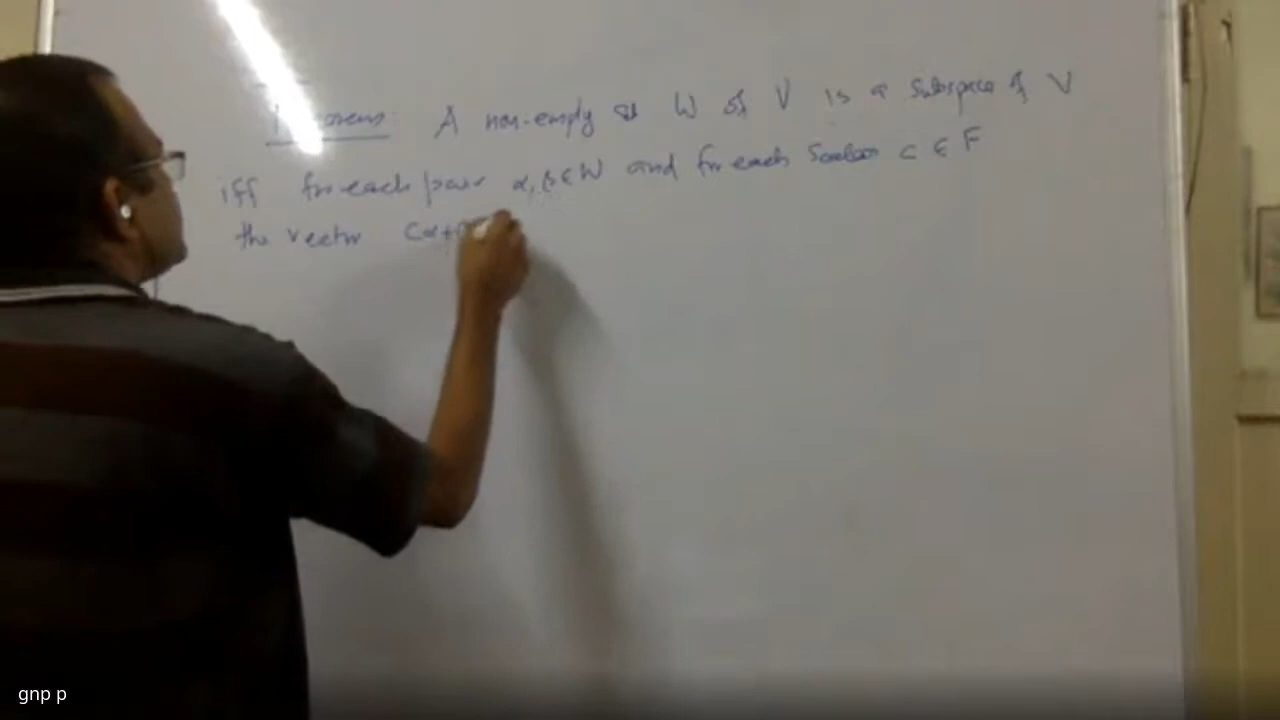 Theorem: A non-empty set W of V is a subspace of V
iff for each pair α, β ∈ W and for each scalar c ∈ F
the vector cα+β
gnp p